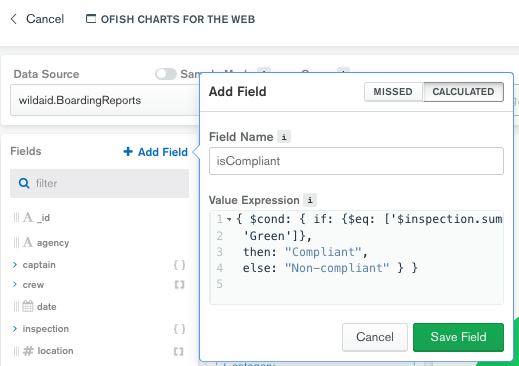 Cancel
OFISH CHARTS FOR THE WEB
Data Source
wildaid.BoardingReports
Fields
+ Add Field
filter
A _id
A agency
> captain { }
> crew [ ]
date
> inspection { }
# location [ ]
Add Field
MISSED CALCULATED
Field Name i
isCompliant
Value Expression i
1 { $cond: { if: {$eq: ['$inspection.sum
2 'Green']},
3 then: "Compliant",
4 else: "Non-compliant" } }
5
Cancel Save Field